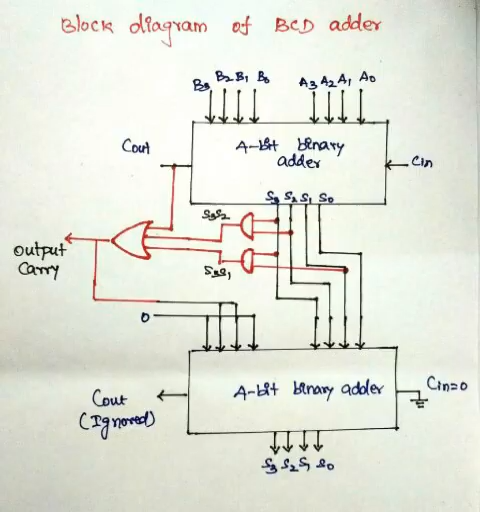 Block diagram of BCD adder
B3 B2 B1 B0 A3 A2 A1 A0
Cout
4-bit binary
adder
Cin
S3 S2 S1 S0
S3S2
output
Carry
0
4-bit binary adder
Cin=0
Cout
(Ignored)
S3 S2 S1 S0